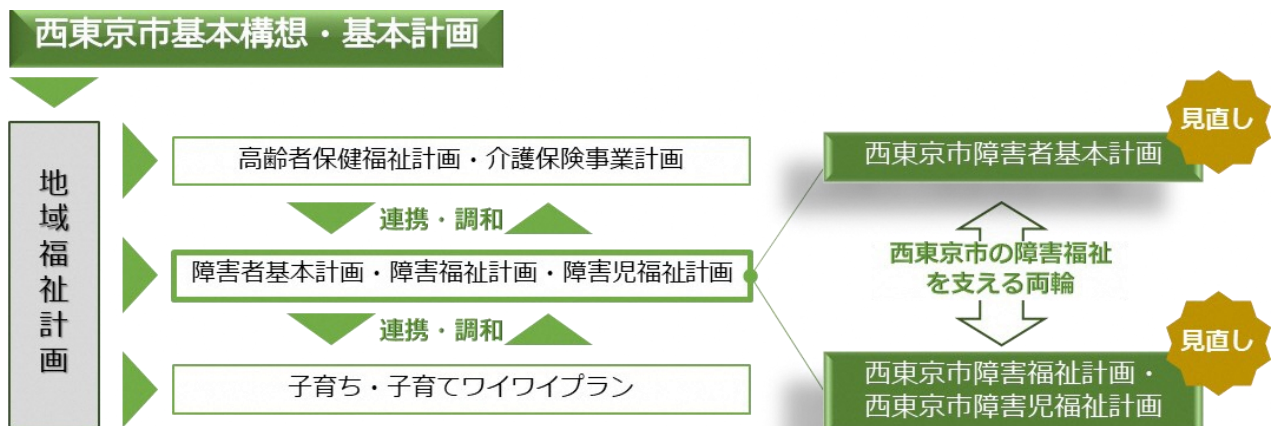 西東京市基本構想・基本計画
地域福祉計画
高齢者保健福祉計画・介護保険事業計画
連携・調和
障害者基本計画・障害福祉計画・障害児福祉計画
連携・調和
子育ち・子育てワイワイプラン
見直し
西東京市障害者基本計画
西東京市の障害福祉
を支える両輪
見直し
西東京市障害福祉計画・
西東京市障害児福祉計画